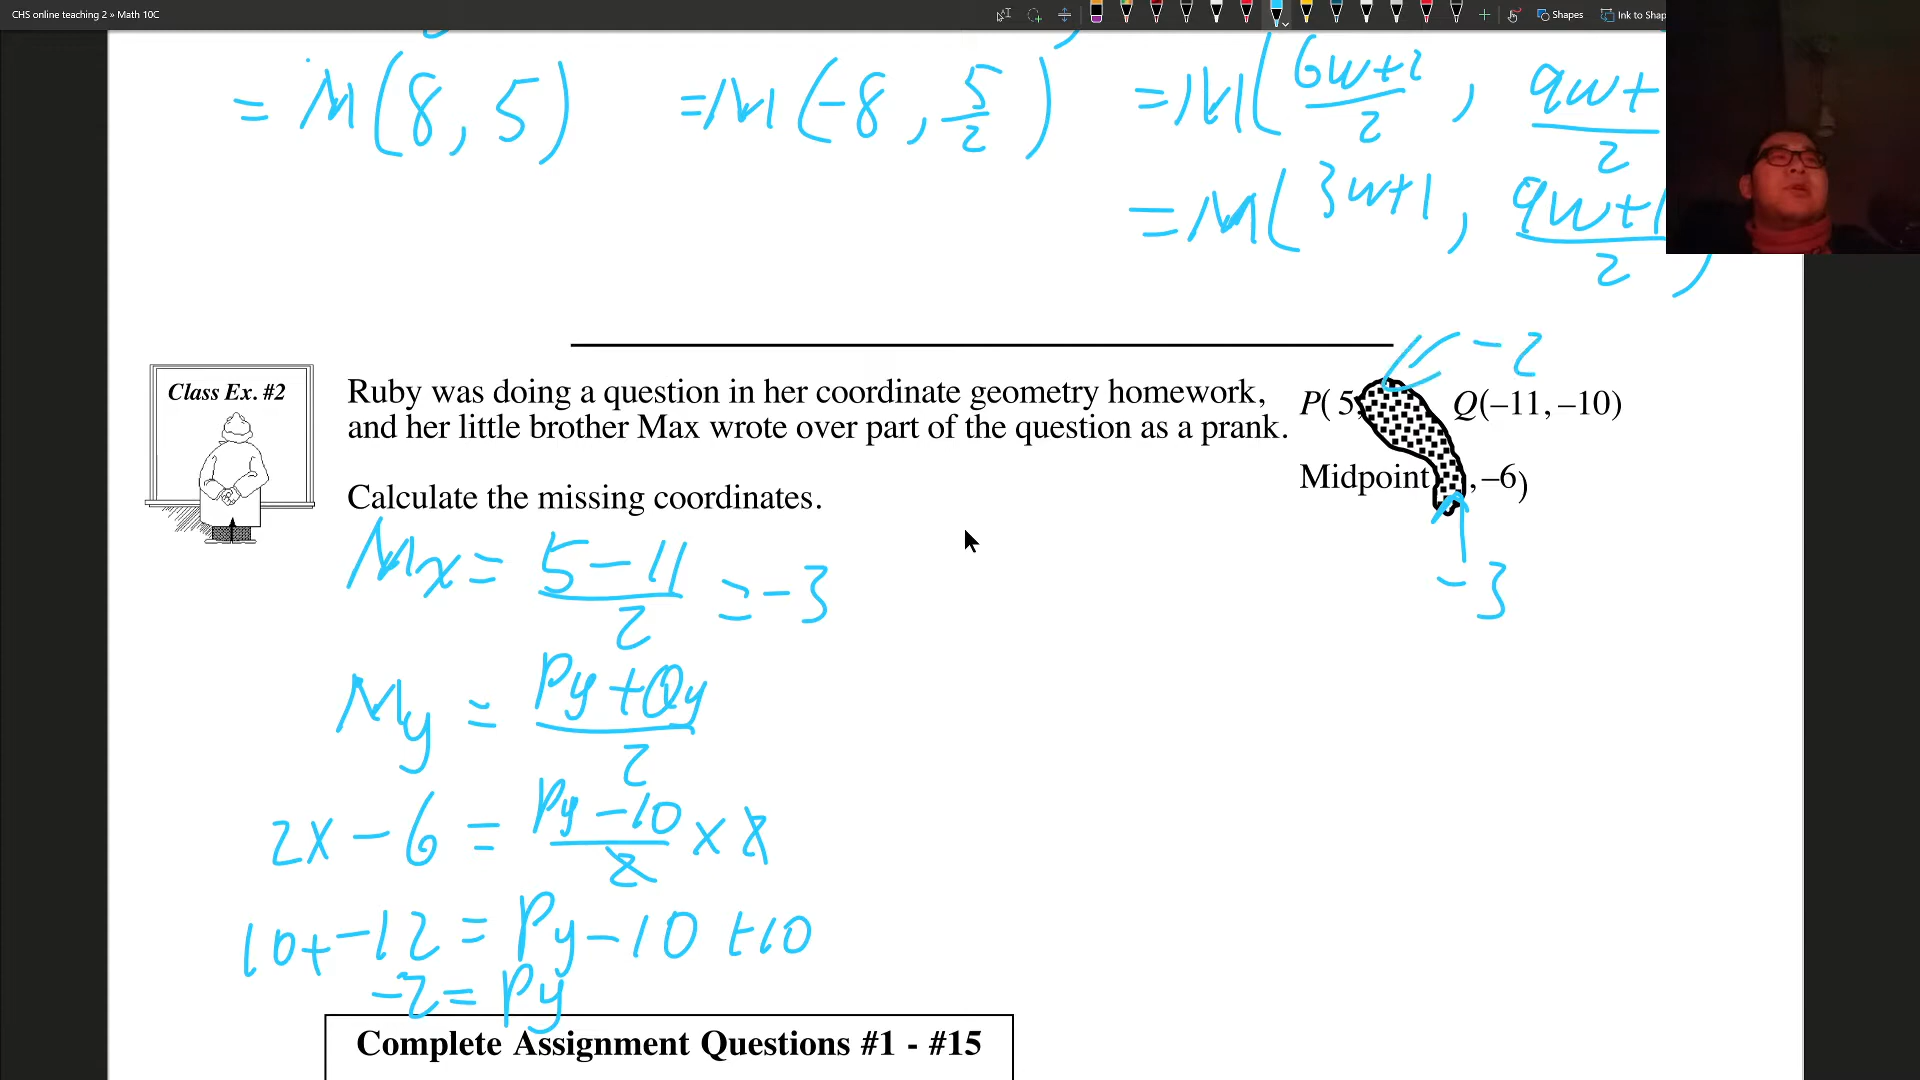 CHS online teaching 2 » Math 10C
Shapes
Ink to Shap
= M(8, 5)
= M(-8, 5/2)
= M(6w+2/2, 9w+/2
= M(3w+1, 9w+1/2)
Class Ex. #2
Ruby was doing a question in her coordinate geometry homework,
and her little brother Max wrote over part of the question as a prank.
-2
P( 5, Q(–11, –10)
Midpoint , –6)
-3
Calculate the missing coordinates.
Mx = 5-11/2 = -3
My = Py+Qy/2
2x-6 = Py-10/2 x 2
10+-12 = Py-10 +10
-2 = Py
Complete Assignment Questions #1 - #15